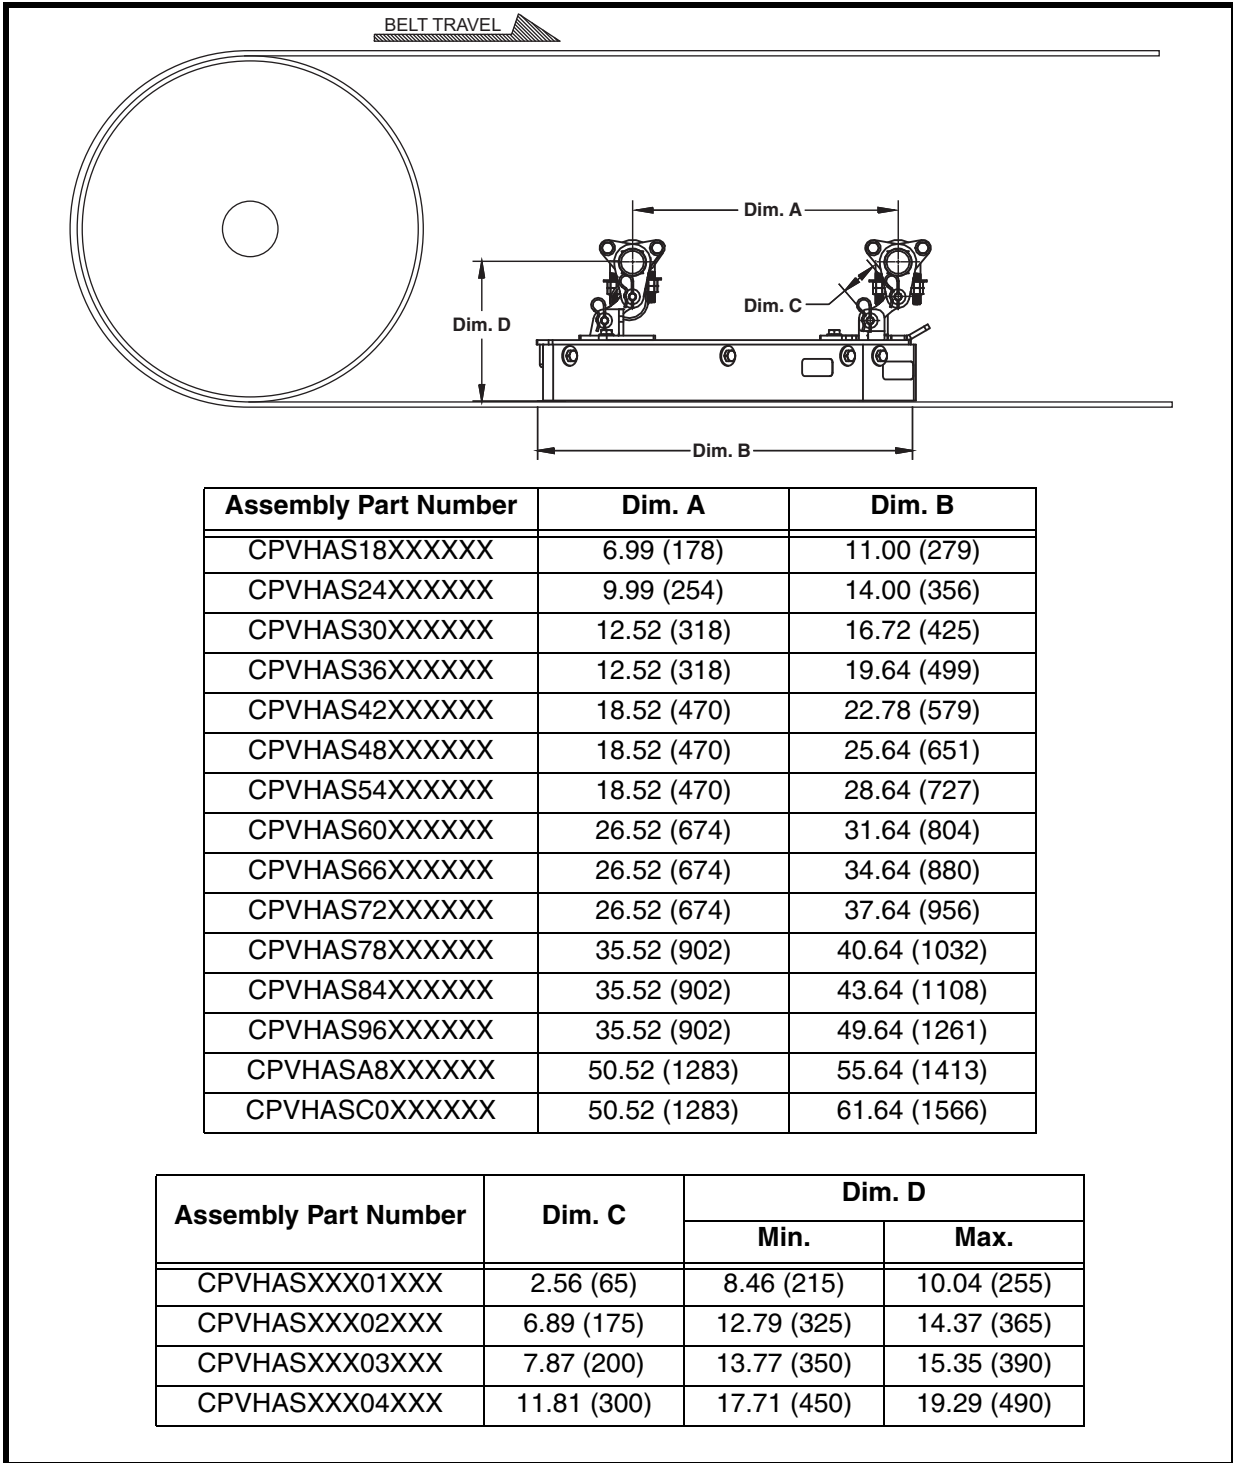 BELT TRAVEL
Dim. A
Dim. C
Dim. D
Dim. B
Assembly Part Number Dim. A Dim. B
CPVHAS18XXXXXX 6.99 (178) 11.00 (279)
CPVHAS24XXXXXX 9.99 (254) 14.00 (356)
CPVHAS30XXXXXX 12.52 (318) 16.72 (425)
CPVHAS36XXXXXX 12.52 (318) 19.64 (499)
CPVHAS42XXXXXX 18.52 (470) 22.78 (579)
CPVHAS48XXXXXX 18.52 (470) 25.64 (651)
CPVHAS54XXXXXX 18.52 (470) 28.64 (727)
CPVHAS60XXXXXX 26.52 (674) 31.64 (804)
CPVHAS66XXXXXX 26.52 (674) 34.64 (880)
CPVHAS72XXXXXX 26.52 (674) 37.64 (956)
CPVHAS78XXXXXX 35.52 (902) 40.64 (1032)
CPVHAS84XXXXXX 35.52 (902) 43.64 (1108)
CPVHAS96XXXXXX 35.52 (902) 49.64 (1261)
CPVHASA8XXXXXX 50.52 (1283) 55.64 (1413)
CPVHASC0XXXXXX 50.52 (1283) 61.64 (1566)
Assembly Part Number Dim. C Dim. D
Min. Max.
CPVHASXXX01XXX 2.56 (65) 8.46 (215) 10.04 (255)
CPVHASXXX02XXX 6.89 (175) 12.79 (325) 14.37 (365)
CPVHASXXX03XXX 7.87 (200) 13.77 (350) 15.35 (390)
CPVHASXXX04XXX 11.81 (300) 17.71 (450) 19.29 (490)